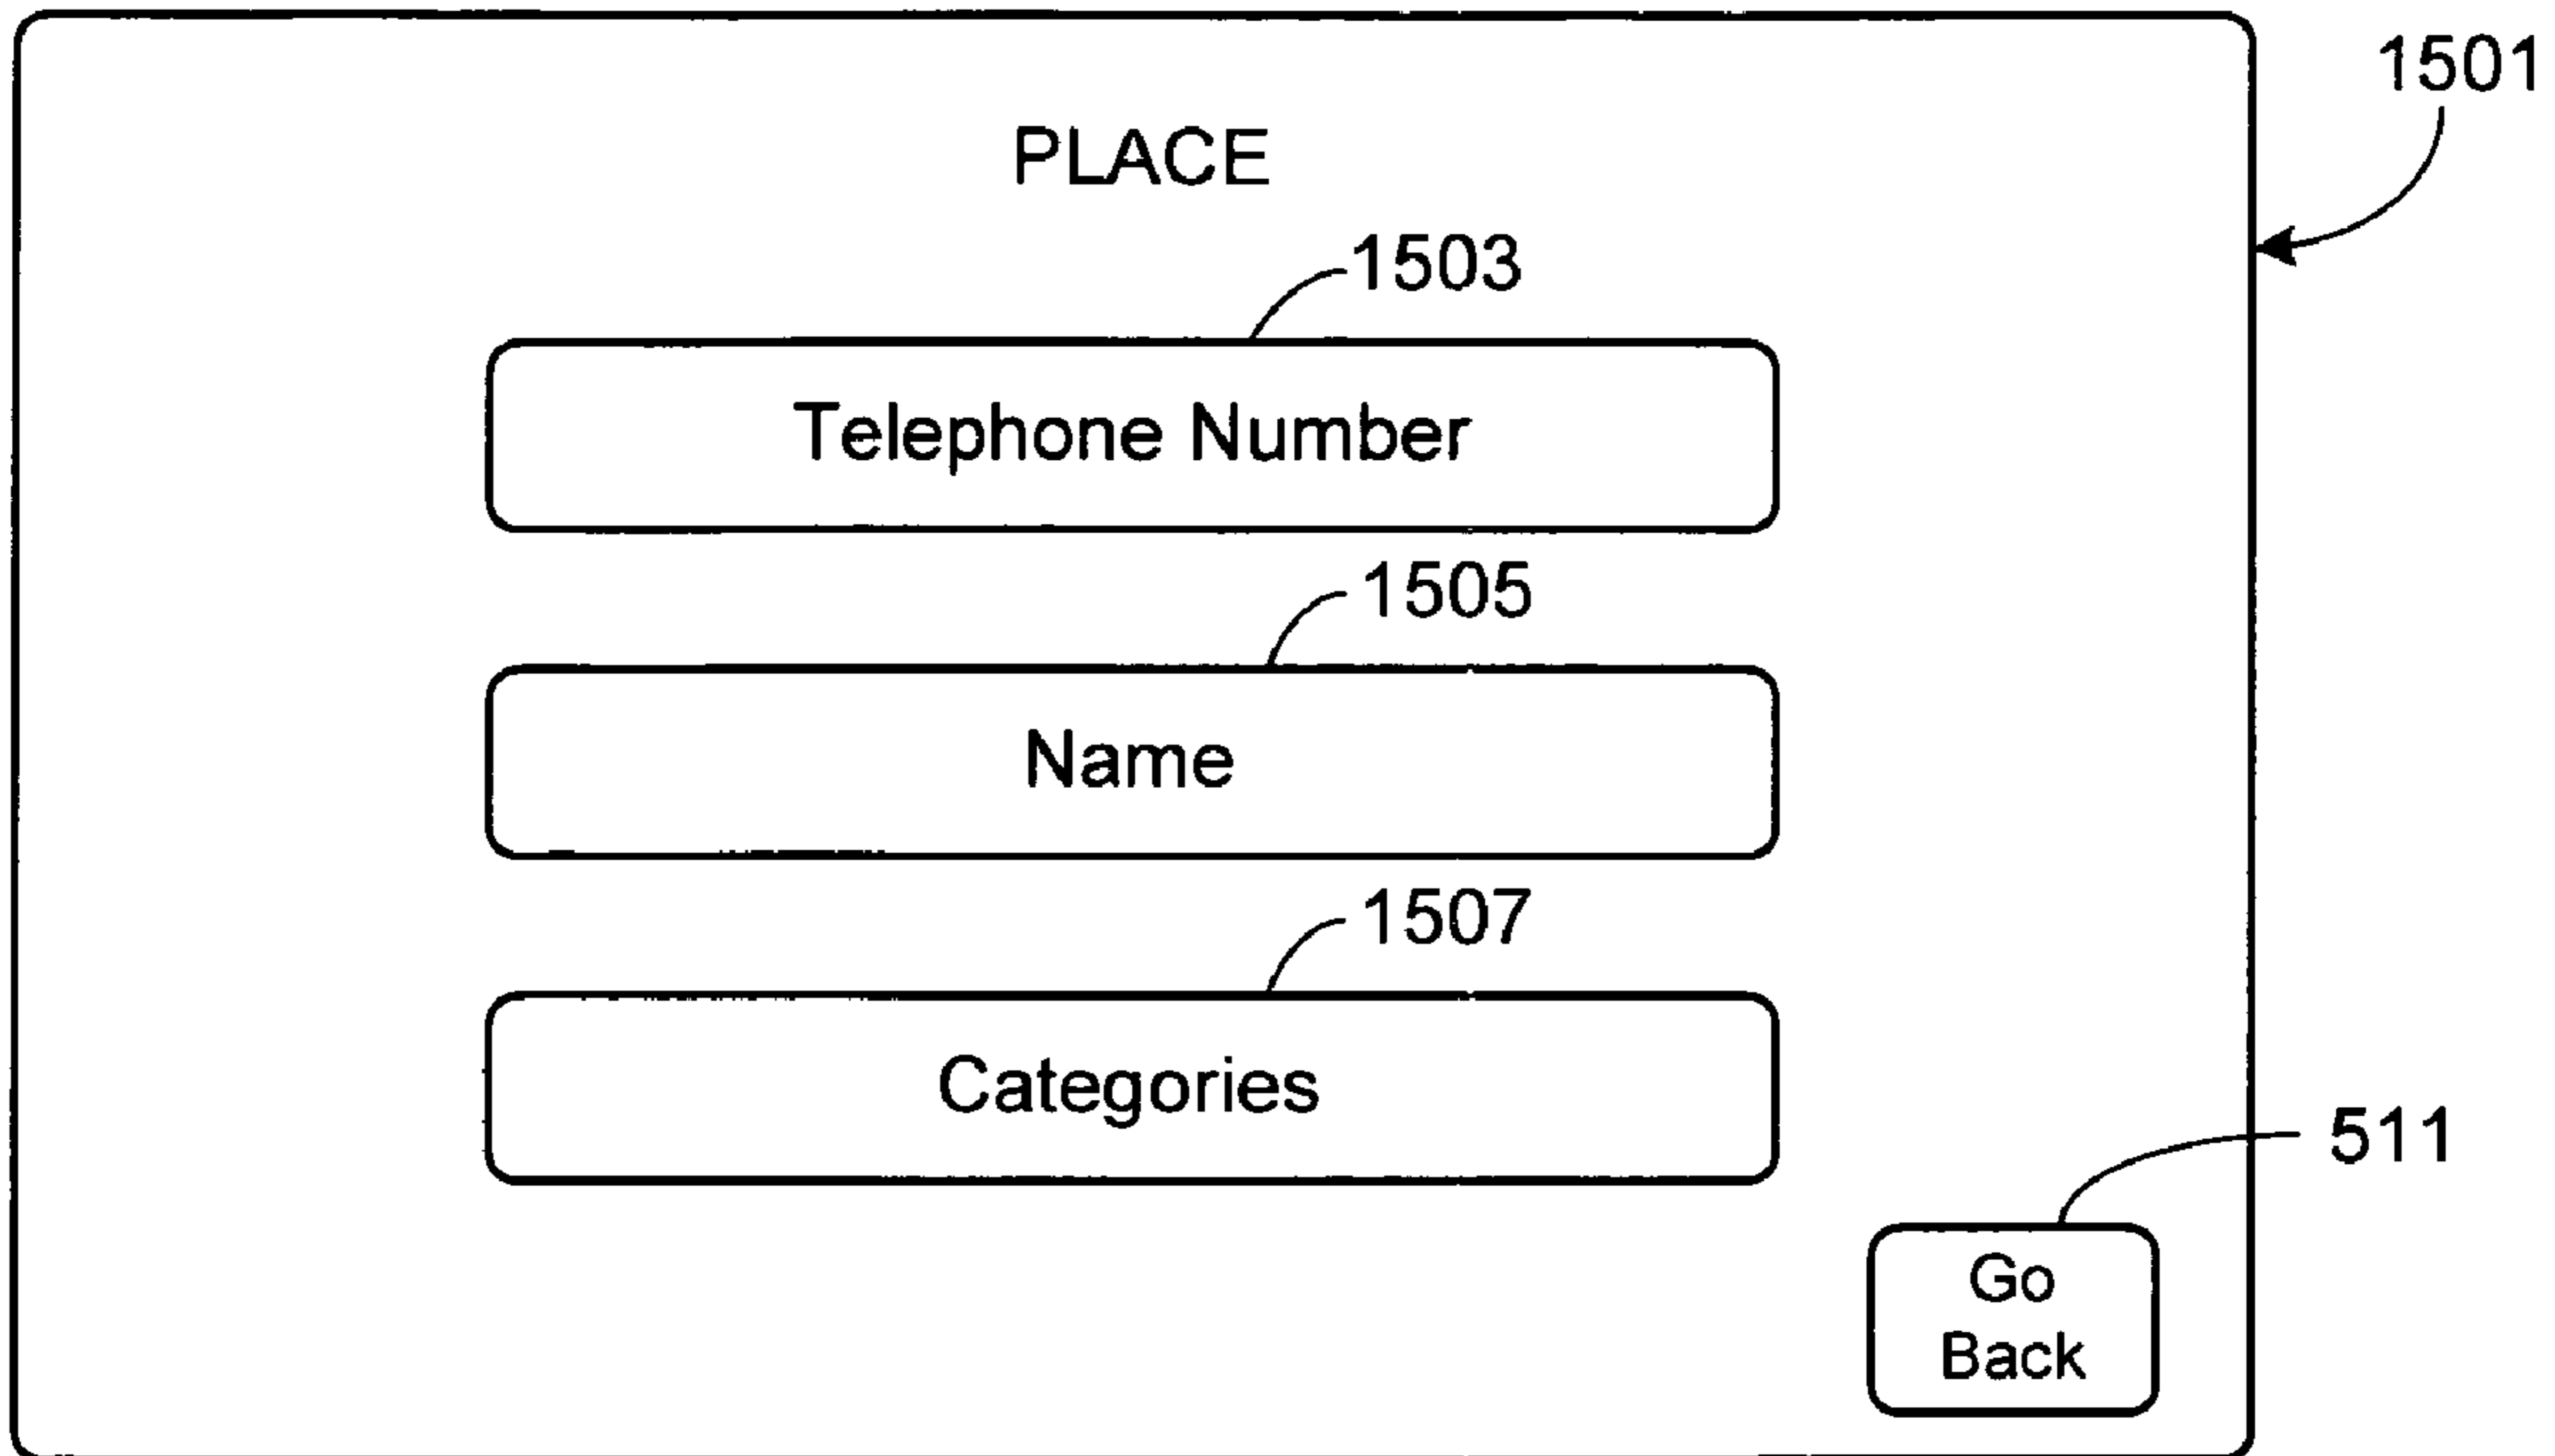 1501
PLACE
1503
Telephone Number
1505
Name
1507
Categories
511
Go
Back